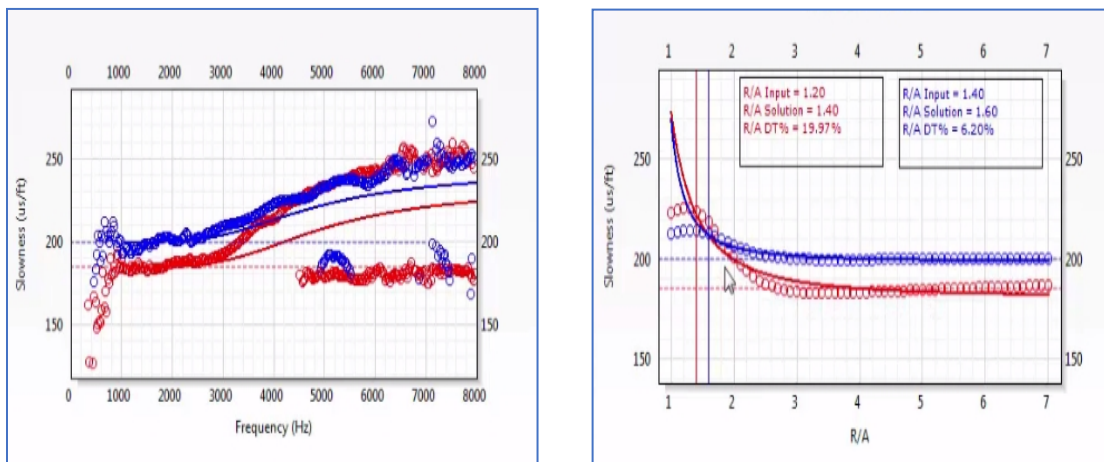 0 1000 2000 3000 4000 5000 6000 7000 8000
250 250
200 200
150 150
Slowness (us/ft)
0 1000 2000 3000 4000 5000 6000 7000 8000
Frequency (Hz)
1 2 3 4 5 6 7
R/A Input = 1.20
R/A Solution = 1.40
R/A DT% = 19.97%
R/A Input = 1.40
R/A Solution = 1.60
R/A DT% = 6.20%
250 250
200 200
150 150
Slowness (us/ft)
1 2 3 4 5 6 7
R/A